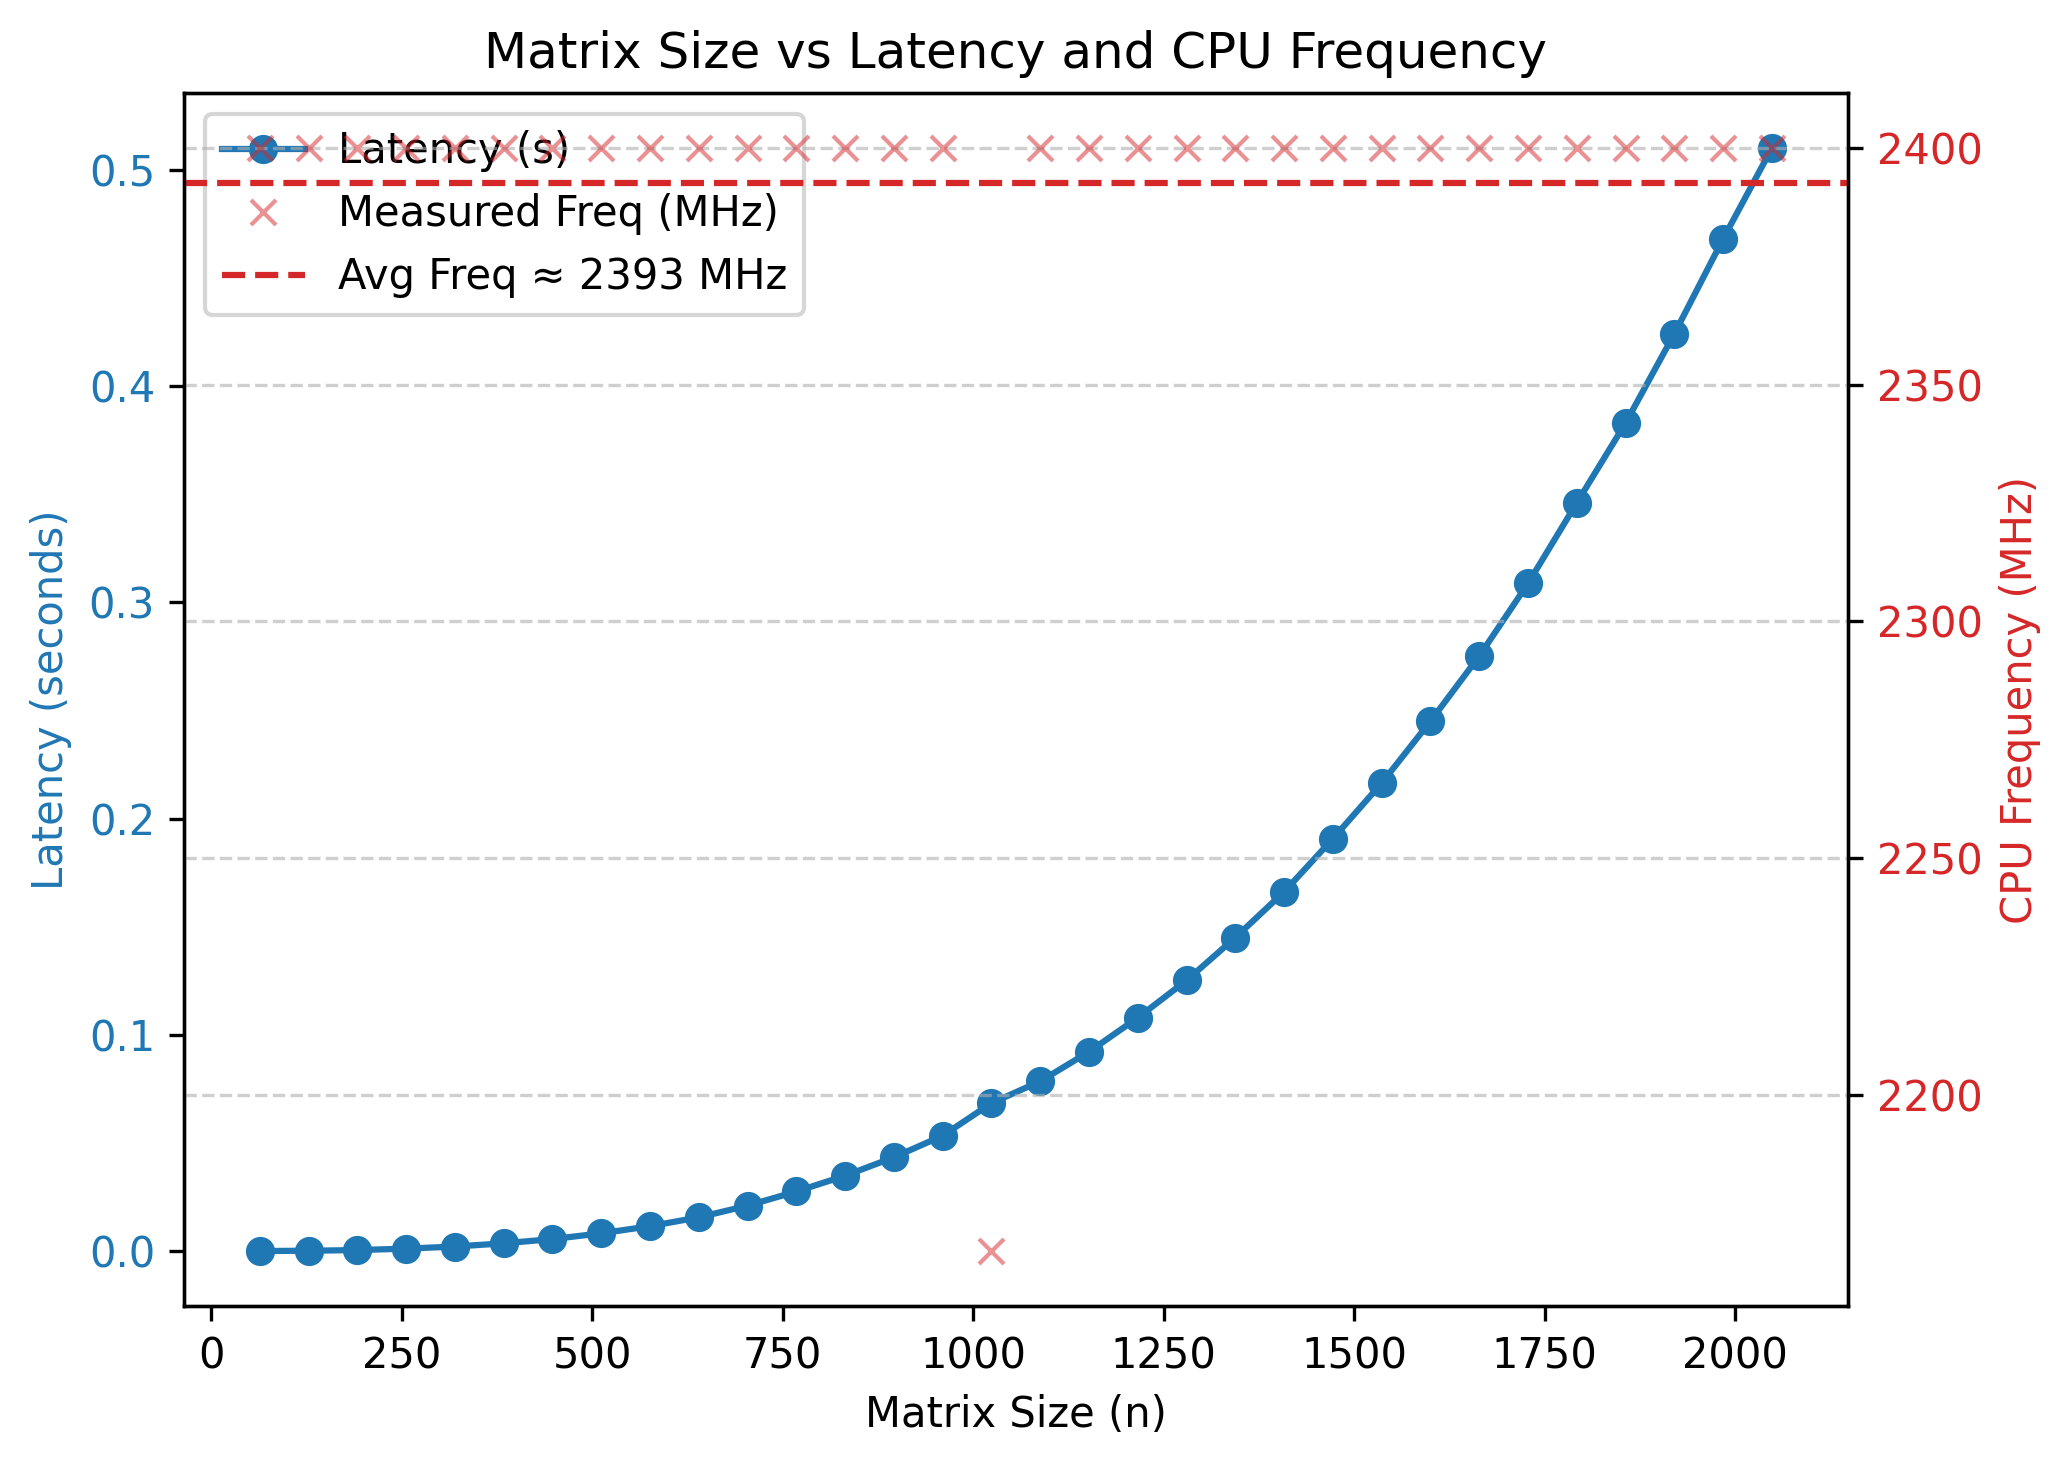 Matrix Size vs Latency and CPU Frequency
Latency (s)
Measured Freq (MHz)
Avg Freq ≈ 2393 MHz
Latency (seconds)
0.5
0.4
0.3
0.2
0.1
0.0
2400
2350
2300
2250
2200
CPU Frequency (MHz)
0 250 500 750 1000 1250 1500 1750 2000
Matrix Size (n)